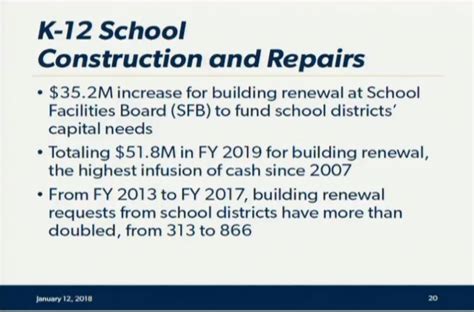 K-12 School
Construction and Repairs
• $35.2M increase for building renewal at School
Facilities Board (SFB) to fund school districts'
capital needs
• Totaling $51.8M in FY 2019 for building renewal,
the highest infusion of cash since 2007
• From FY 2013 to FY 2017, building renewal
requests from school districts have more than
doubled, from 313 to 866
January 12, 2018
20